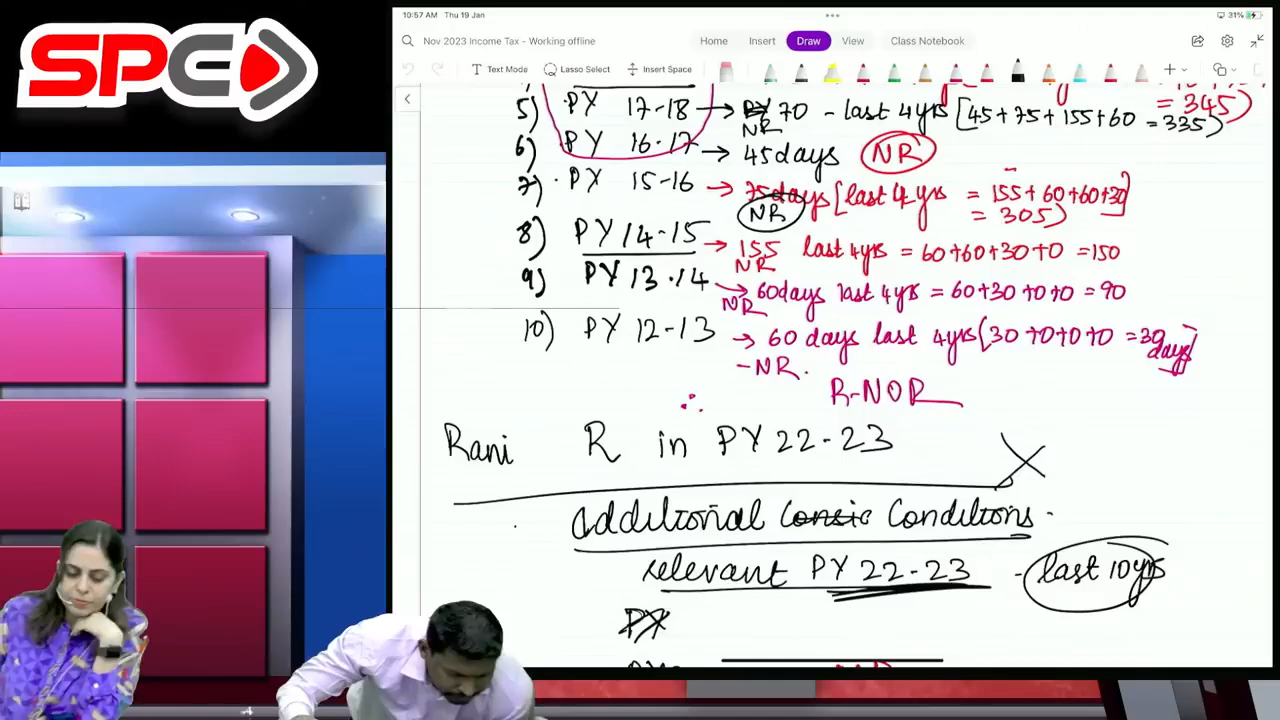 SPC
10:57 AM Thu 19 Jan
31%
Nov 2023 Income Tax - Working offline
Home Insert Draw View Class Notebook
Text Mode Lasso Select Insert Space
= 345)
5) PY 17-18 → 70 - last 4yrs [45+75+155+60 = 335)
NR
6) PY 16-17 → 45days NR
7) PY 15-16 → 75days [last 4 yrs = 155+60+60+30]
NR = 305)
8) PY 14-15 → 155 last 4yrs = 60+60+30+0 =150
NR
9) PY 13-14 → 60days last 4yrs = 60+30+0+0 = 90
NR
10) PY 12-13 → 60 days last 4yrs [30+0+0+0 = 30 days]
-NR.
∴ R-NOR
Rani R in PY 22-23
additional Conditions
relevant PY 22-23 - last 10yrs
PY